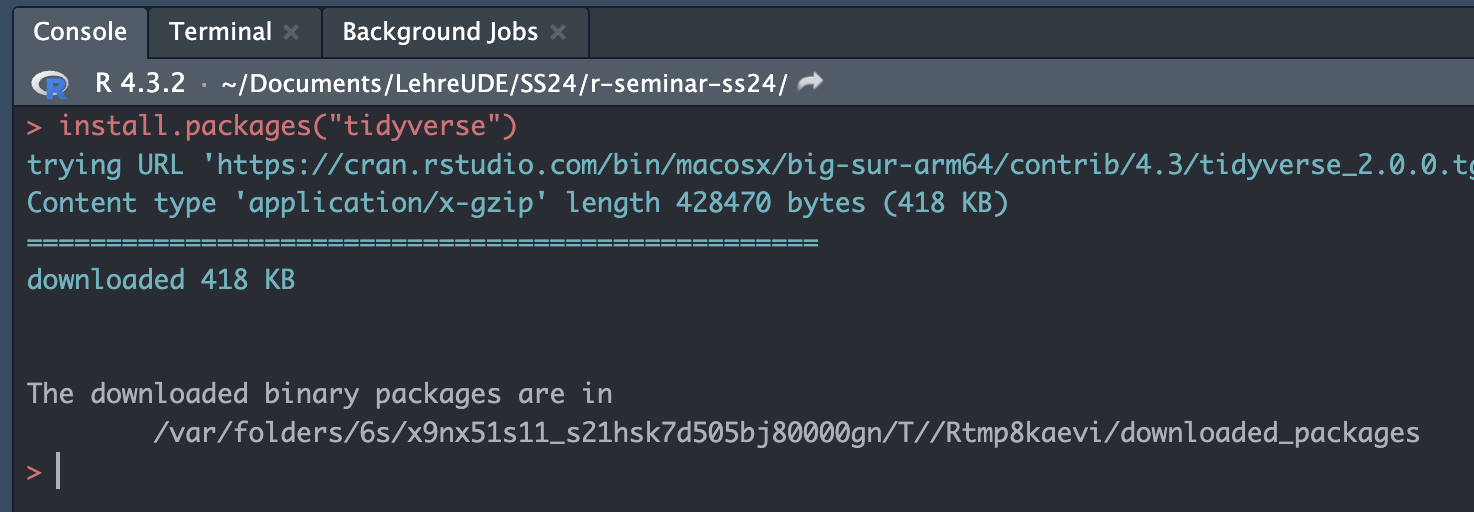 Console Terminal × Background Jobs ×
R R 4.3.2 · ~/Documents/LehreUDE/SS24/r-seminar-ss24/
> install.packages("tidyverse")
trying URL 'https://cran.rstudio.com/bin/macosx/big-sur-arm64/contrib/4.3/tidyverse_2.0.0.tg
Content type 'application/x-gzip' length 428470 bytes (418 KB)
==================================================
downloaded 418 KB
The downloaded binary packages are in
/var/folders/6s/x9nx51s11_s21hsk7d505bj80000gn/T//Rtmp8kaevi/downloaded_packages
>